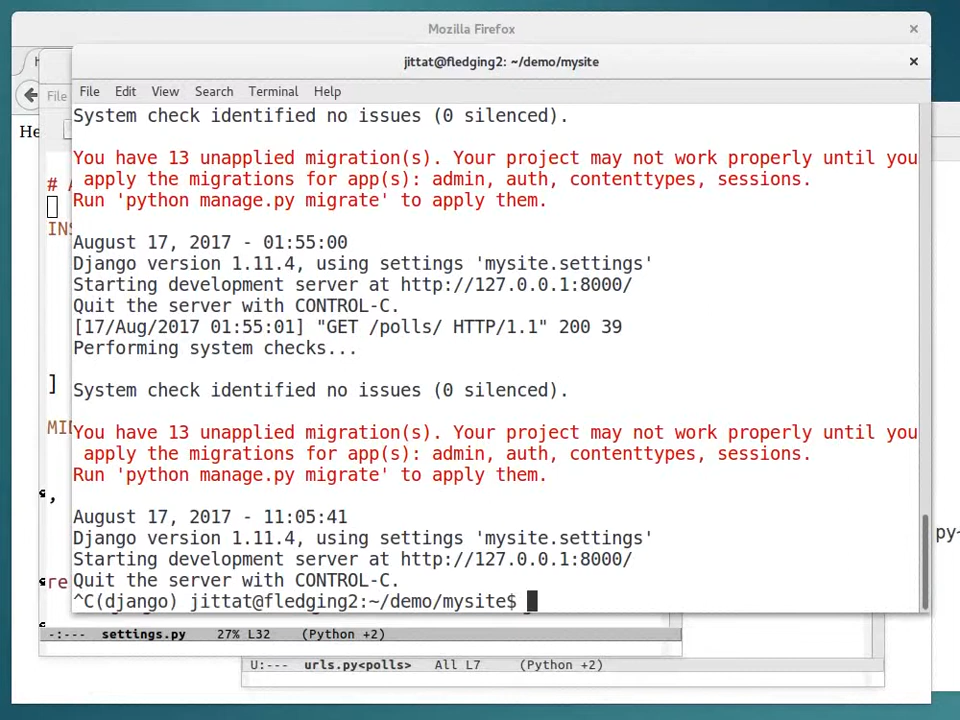 Mozilla Firefox
jittat@fledging2: ~/demo/mysite
File Edit View Search Terminal Help
File
He
System check identified no issues (0 silenced).
# A
You have 13 unapplied migration(s). Your project may not work properly until you
apply the migrations for app(s): admin, auth, contenttypes, sessions.
Run 'python manage.py migrate' to apply them.
INS
August 17, 2017 - 01:55:00
Django version 1.11.4, using settings 'mysite.settings'
Starting development server at http://127.0.0.1:8000/
Quit the server with CONTROL-C.
[17/Aug/2017 01:55:01] "GET /polls/ HTTP/1.1" 200 39
Performing system checks...
]
System check identified no issues (0 silenced).
MID
You have 13 unapplied migration(s). Your project may not work properly until you
apply the migrations for app(s): admin, auth, contenttypes, sessions.
Run 'python manage.py migrate' to apply them.
August 17, 2017 - 11:05:41
Django version 1.11.4, using settings 'mysite.settings'
py~
Starting development server at http://127.0.0.1:8000/
re
Quit the server with CONTROL-C.
^C(django) jittat@fledging2:~/demo/mysite$
-:--- settings.py 27% L32 (Python +2)
U:--- urls.py<polls> All L7 (Python +2)